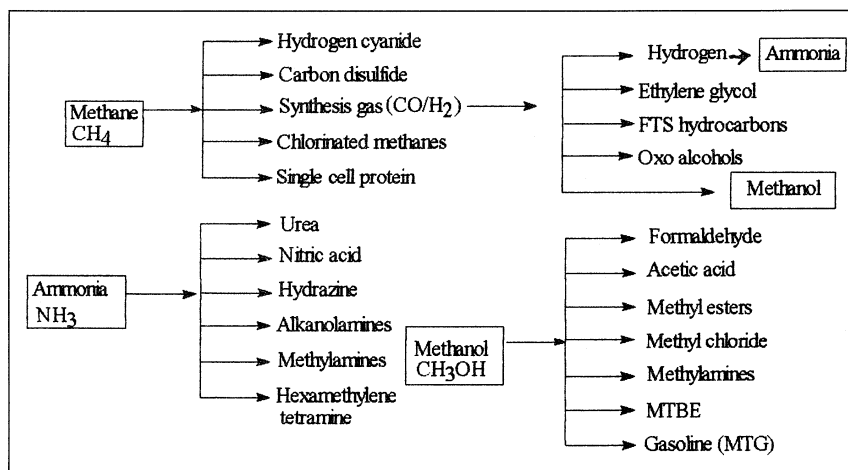 Methane
CH4
Hydrogen cyanide
Carbon disulfide
Synthesis gas (CO/H2)
Chlorinated methanes
Single cell protein
Hydrogen
Ammonia
Ethylene glycol
FTS hydrocarbons
Oxo alcohols
Methanol
Ammonia
NH3
Urea
Nitric acid
Hydrazine
Alkanolamines
Methylamines
Hexamethylene
tetramine
Methanol
CH3OH
Formaldehyde
Acetic acid
Methyl esters
Methyl chloride
Methylamines
MTBE
Gasoline (MTG)